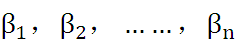 β₁, β₂, … …, βₙ